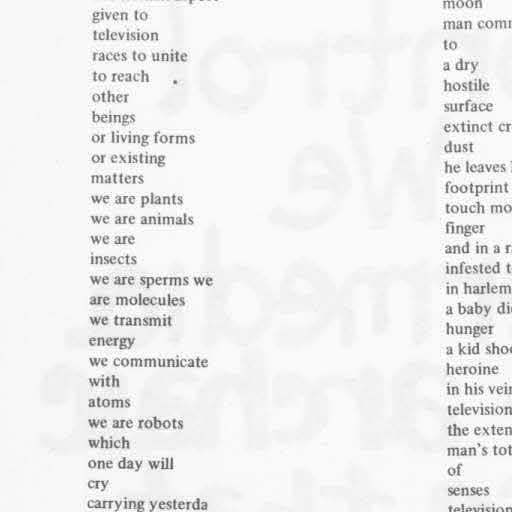 given to
television
races to unite
to reach
other
beings
or living forms
or existing
matters
we are plants
we are animals
we are
insects
we are sperms we
are molecules
we transmit
energy
we communicate
with
atoms
we are robots
which
one day will
cry
carrying yesterda
moon
man comm
to
a dry
hostile
surface
extinct cr
dust
he leaves
footprint
touch mo
finger
and in a r
infested t
in harlem
a baby di
hunger
a kid shoo
heroine
in his vein
television
the exten
man's tot
of
senses
television